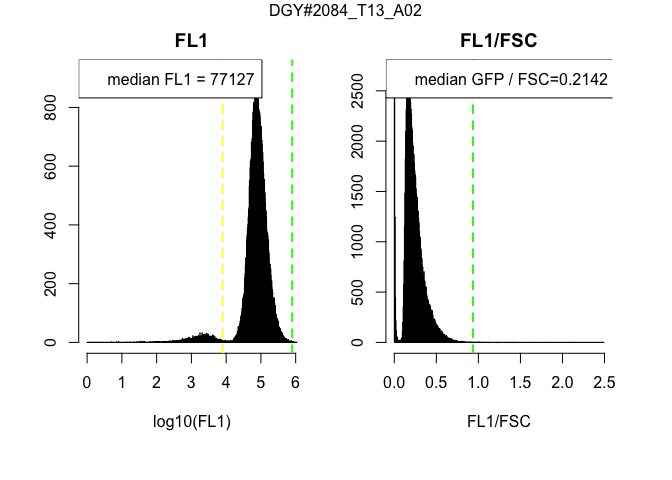 DGY#2084_T13_A02
FL1
median FL1 = 77127
800
600
400
200
0
0 1 2 3 4 5 6
log10(FL1)
FL1/FSC
median GFP / FSC=0.2142
2500
2000
1500
1000
500
0
0.0 0.5 1.0 1.5 2.0 2.5
FL1/FSC